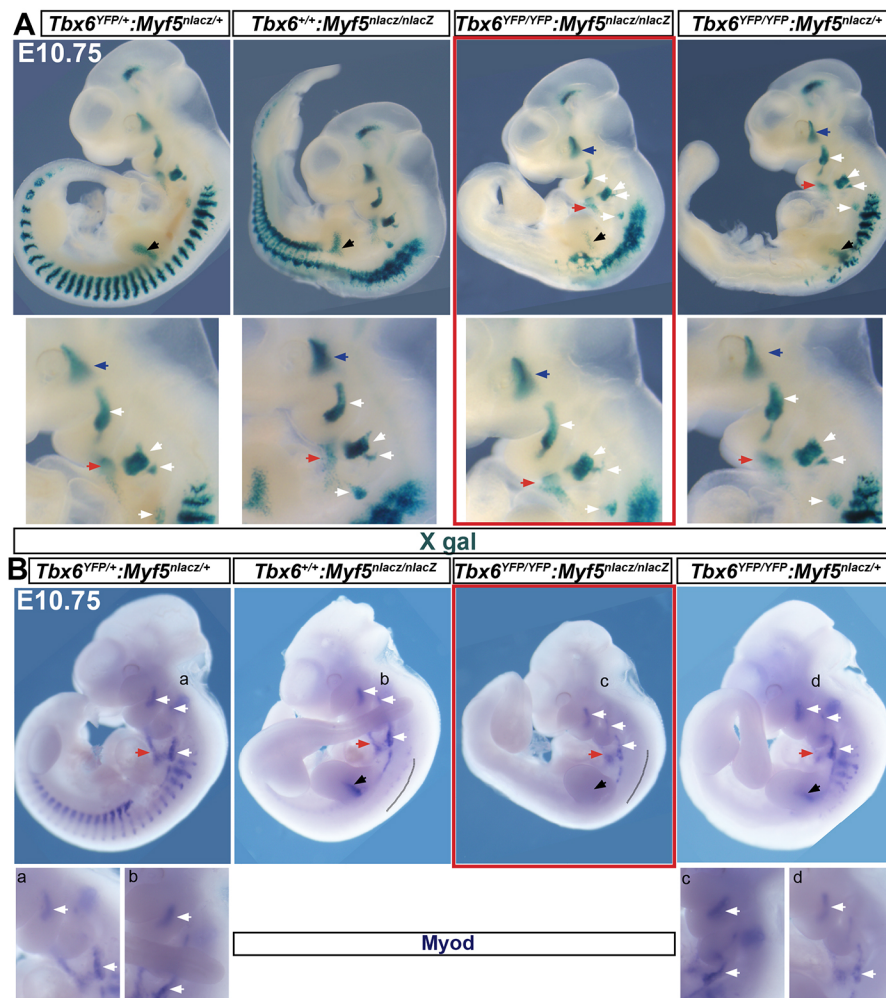 A Tbx6YFP/+:Myf5nlacz/+ Tbx6+/+:Myf5nlacz/nlacZ Tbx6YFP/YFP:Myf5nlacz/nlacZ Tbx6YFP/YFP:Myf5nlacz/+
E10.75
X gal
B Tbx6YFP/+:Myf5nlacz/+ Tbx6+/+:Myf5nlacz/nlacZ Tbx6YFP/YFP:Myf5nlacz/nlacZ Tbx6YFP/YFP:Myf5nlacz/+
E10.75
a b c d
a b c d
Myod